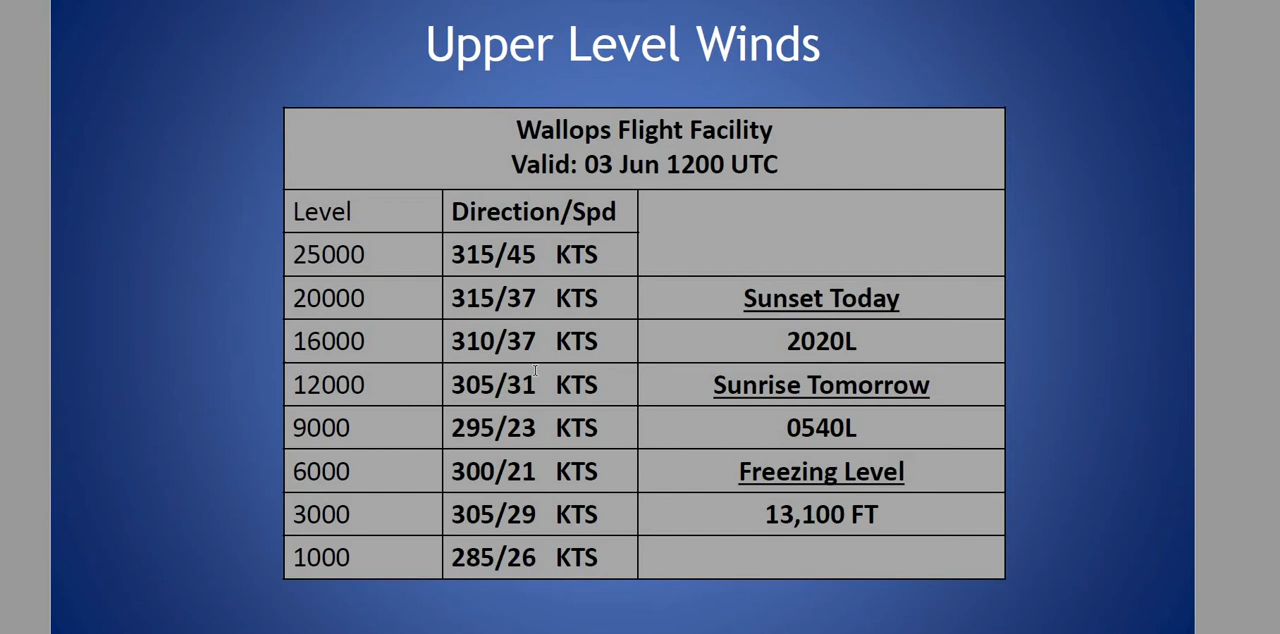 Upper Level Winds
Wallops Flight Facility
Valid: 03 Jun 1200 UTC
Level Direction/Spd
25000 315/45 KTS
20000 315/37 KTS Sunset Today
16000 310/37 KTS 2020L
12000 305/31 KTS Sunrise Tomorrow
9000 295/23 KTS 0540L
6000 300/21 KTS Freezing Level
3000 305/29 KTS 13,100 FT
1000 285/26 KTS